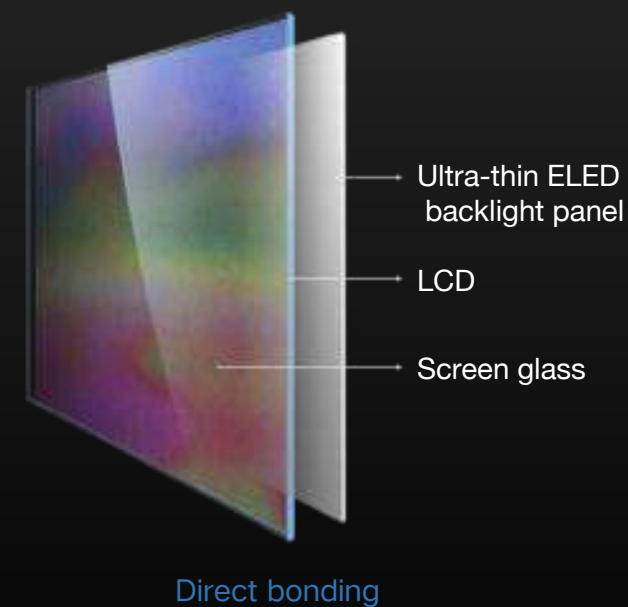 Ultra-thin ELED
backlight panel
LCD
Screen glass
Direct bonding